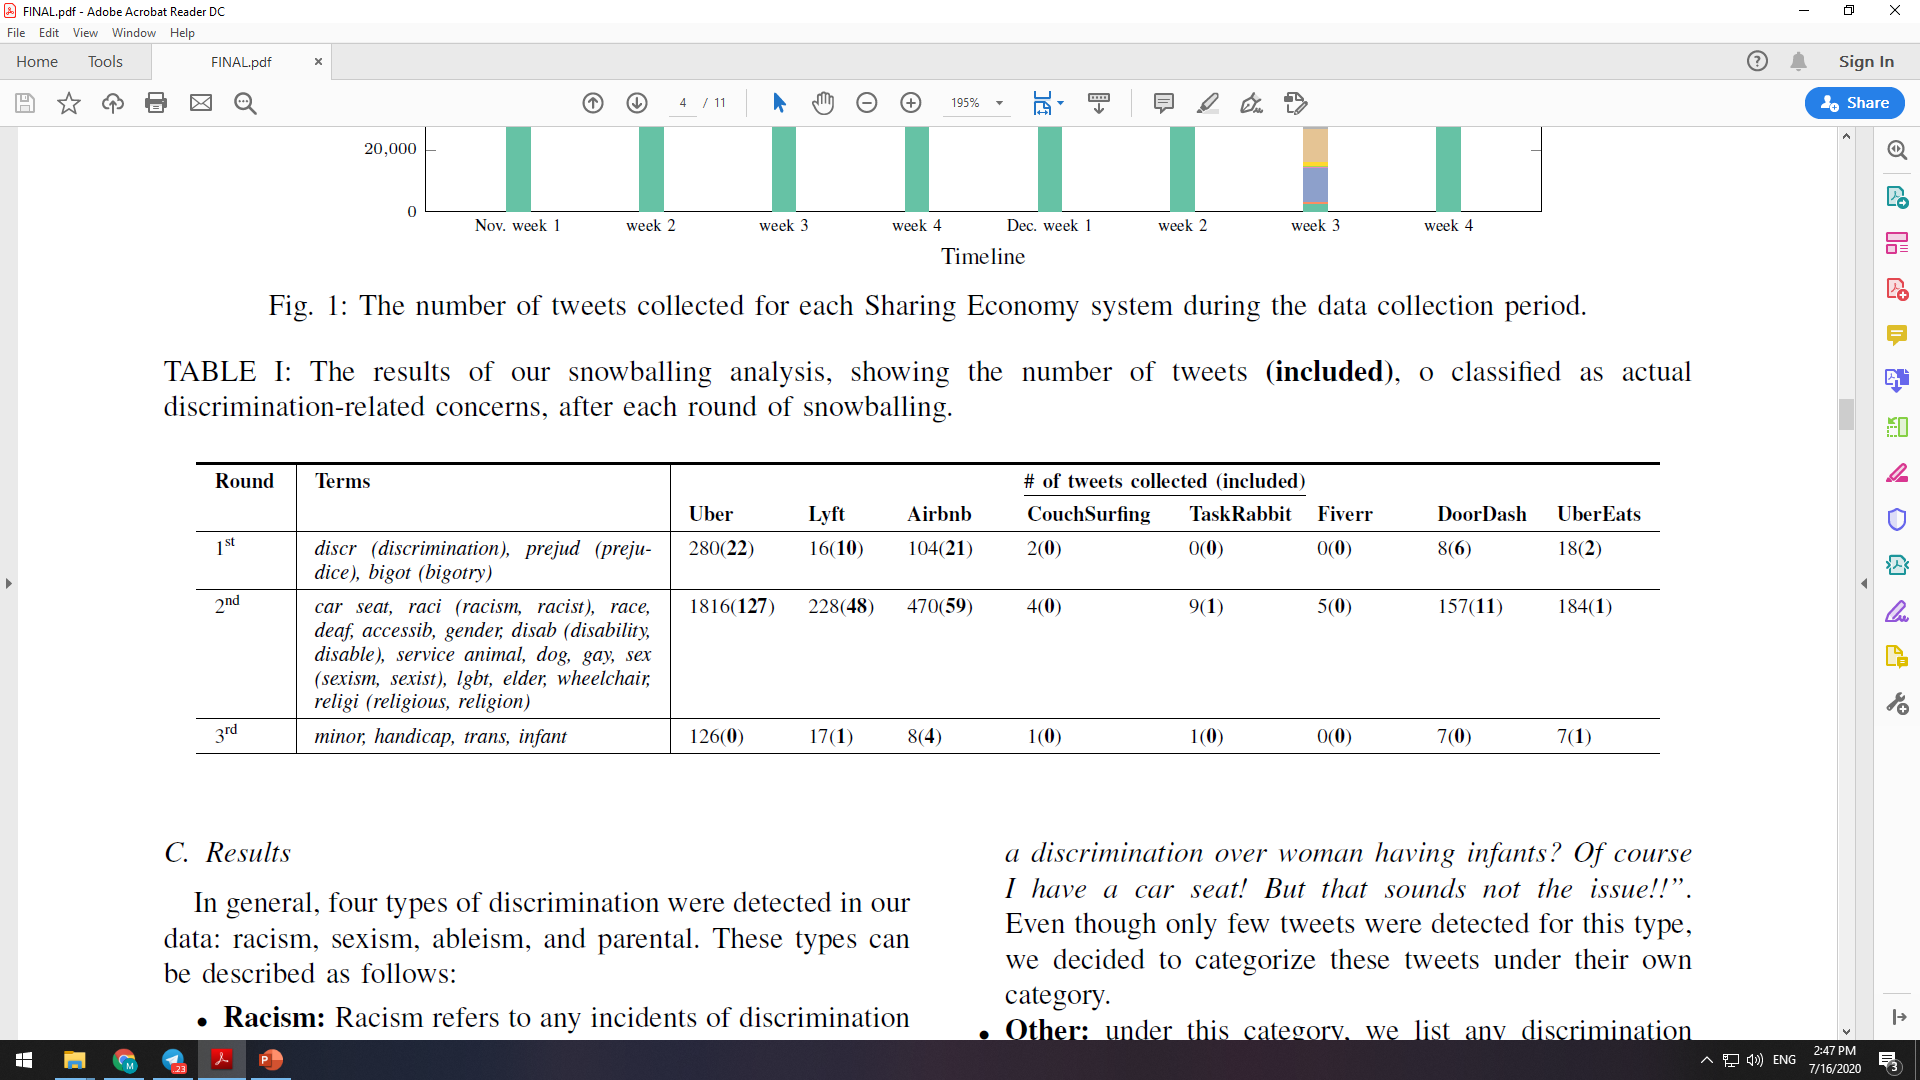 FINAL.pdf - Adobe Acrobat Reader DC
File Edit View Window Help
Home Tools FINAL.pdf Sign In
4 / 11 195% Share
20,000
0
Nov. week 1 week 2 week 3 week 4 Dec. week 1 week 2 week 3 week 4
Timeline
Fig. 1: The number of tweets collected for each Sharing Economy system during the data collection period.
TABLE I: The results of our snowballing analysis, showing the number of tweets (included), o classified as actual
discrimination-related concerns, after each round of snowballing.
Round Terms # of tweets collected (included)
Uber Lyft Airbnb CouchSurfing TaskRabbit Fiverr DoorDash UberEats
1st discr (discrimination), prejud (preju- 280(22) 16(10) 104(21) 2(0) 0(0) 0(0) 8(6) 18(2)
dice), bigot (bigotry)
2nd car seat, raci (racism, racist), race, 1816(127) 228(48) 470(59) 4(0) 9(1) 5(0) 157(11) 184(1)
deaf, accessib, gender, disab (disability,
disable), service animal, dog, gay, sex
(sexism, sexist), lgbt, elder, wheelchair,
religi (religious, religion)
3rd minor, handicap, trans, infant 126(0) 17(1) 8(4) 1(0) 1(0) 0(0) 7(0) 7(1)
C. Results
In general, four types of discrimination were detected in our
data: racism, sexism, ableism, and parental. These types can
be described as follows:
• Racism: Racism refers to any incidents of discrimination
a discrimination over woman having infants? Of course
I have a car seat! But that sounds not the issue!!”.
Even though only few tweets were detected for this type,
we decided to categorize these tweets under their own
category.
• Other: under this category, we list any discrimination
23 ENG 2:47 PM
7/16/2020 3